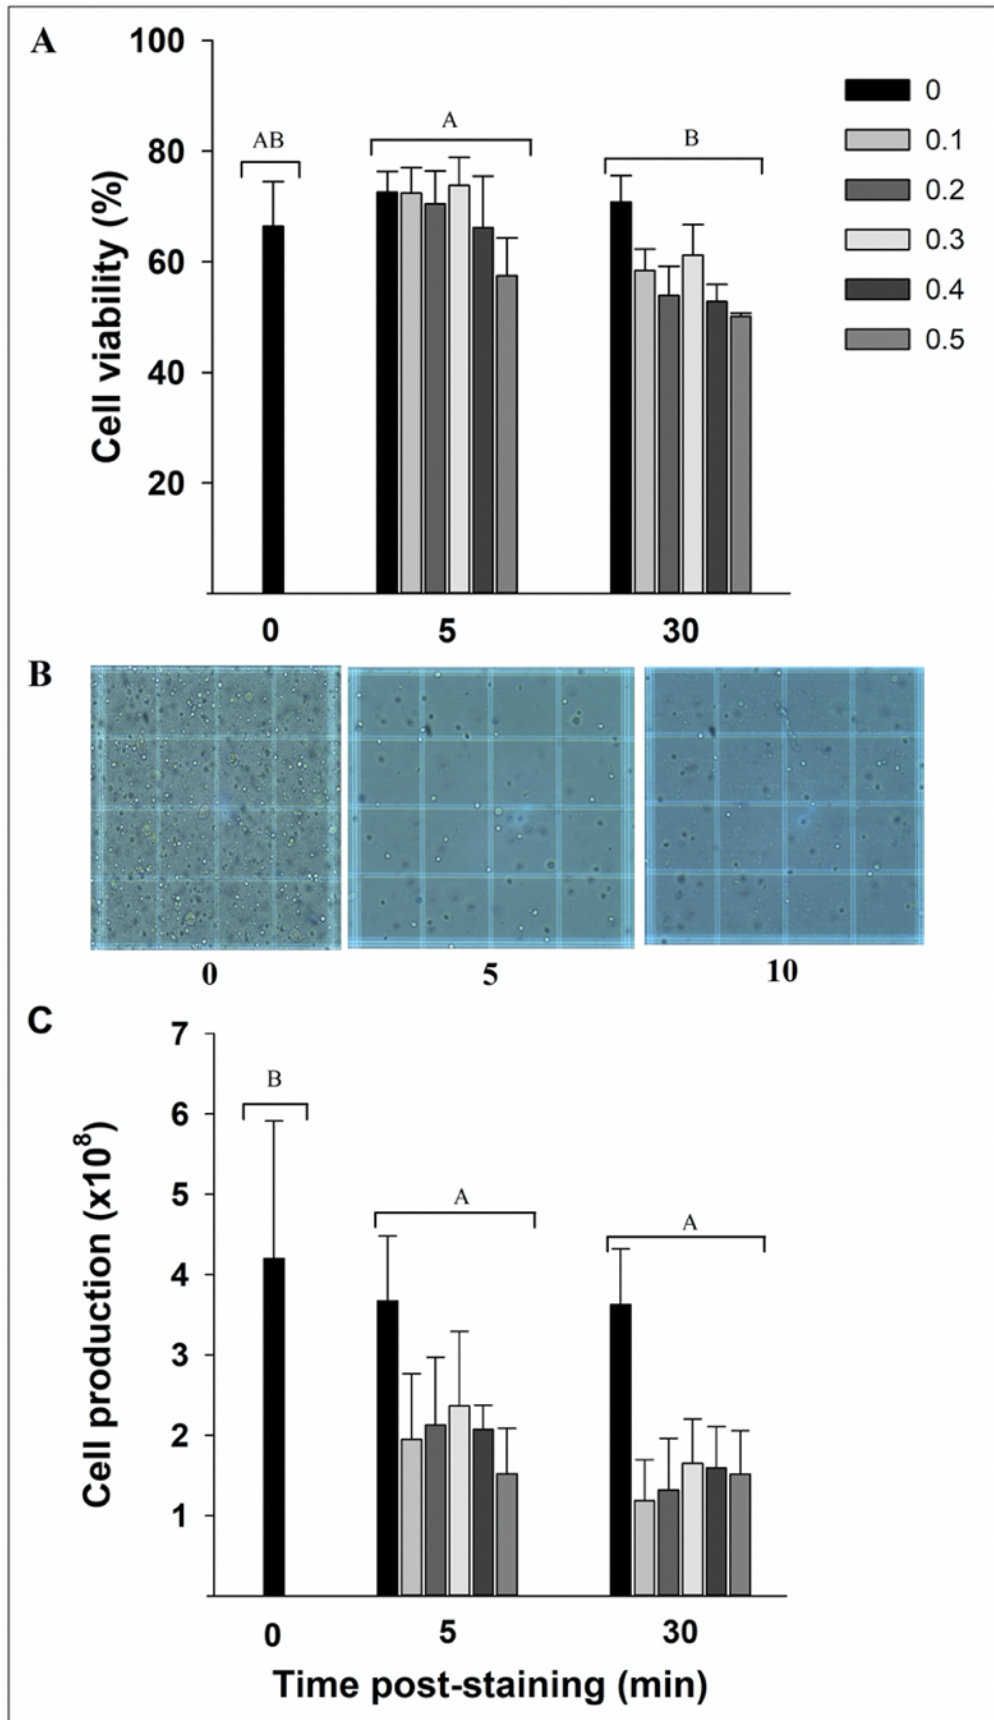 A
100
80
60
40
20
Cell viability (%)
AB
A
B
0
0.1
0.2
0.3
0.4
0.5
0 5 30
B
0 5 10
C
7
6
5
4
3
2
1
Cell production (x10⁸)
B
A
A
0 5 30
Time post-staining (min)